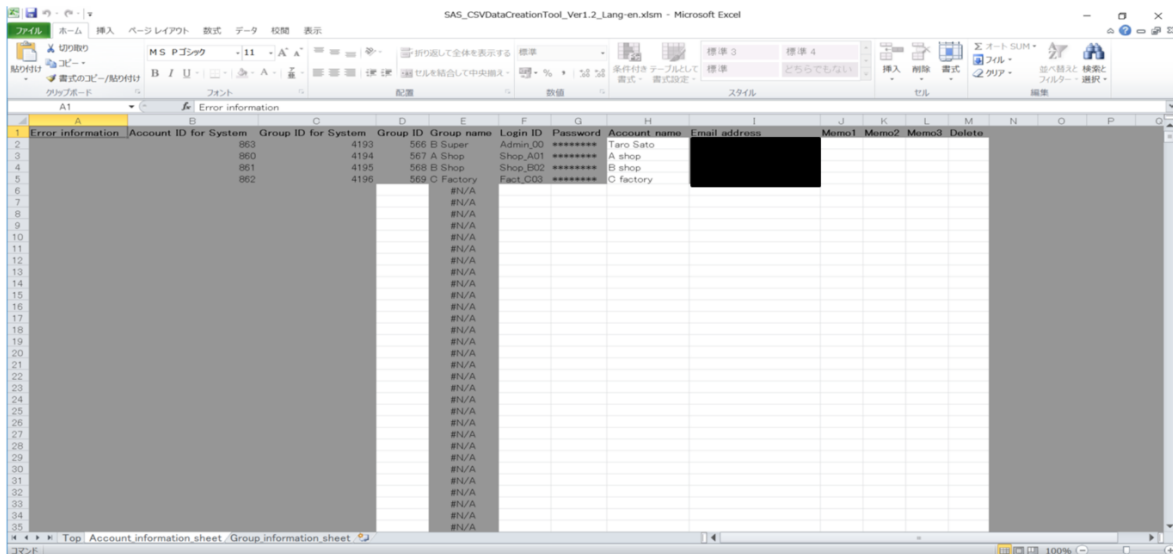 SAS_CSVDataCreationTool_Ver1.2_Lang-en.xlsm - Microsoft Excel
ファイル ホーム 挿入 ページ レイアウト 数式 データ 校閲 表示
貼り付け 切り取り コピー 書式のコピー/貼り付け
MS Pゴシック 11
B I U
折り返して全体を表示する
セルを結合して中央揃え
標準
条件付き書式 テーブルとして書式設定
標準 3 標準 4
標準 どちらでもない
挿入 削除 書式
Σ オート SUM
フィル
クリア
並べ替えと フィルター 検索と 選択
クリップボード フォント 配置 数値 スタイル セル 編集
A1 fx Error information
A B C D E F G H I J K L M N O P Q
1 Error information Account ID for System Group ID for System Group ID Group name Login ID Password Account name Email address Memo1 Memo2 Memo3 Delete
2 863 4193 566 B Super Admin_00 ******** Taro Sato
3 860 4194 567 A Shop Shop_A01 ******** A shop
4 861 4195 568 B Shop Shop_B02 ******** B shop
5 862 4196 569 C Factory Fact_C03 ******** C factory
6 #N/A
7 #N/A
8 #N/A
9 #N/A
10 #N/A
11 #N/A
12 #N/A
13 #N/A
14 #N/A
15 #N/A
16 #N/A
17 #N/A
18 #N/A
19 #N/A
20 #N/A
21 #N/A
22 #N/A
23 #N/A
24 #N/A
25 #N/A
26 #N/A
27 #N/A
28 #N/A
29 #N/A
30 #N/A
31 #N/A
32 #N/A
33 #N/A
34 #N/A
35 #N/A
Top Account_information_sheet Group_information_sheet
コマンド 100%